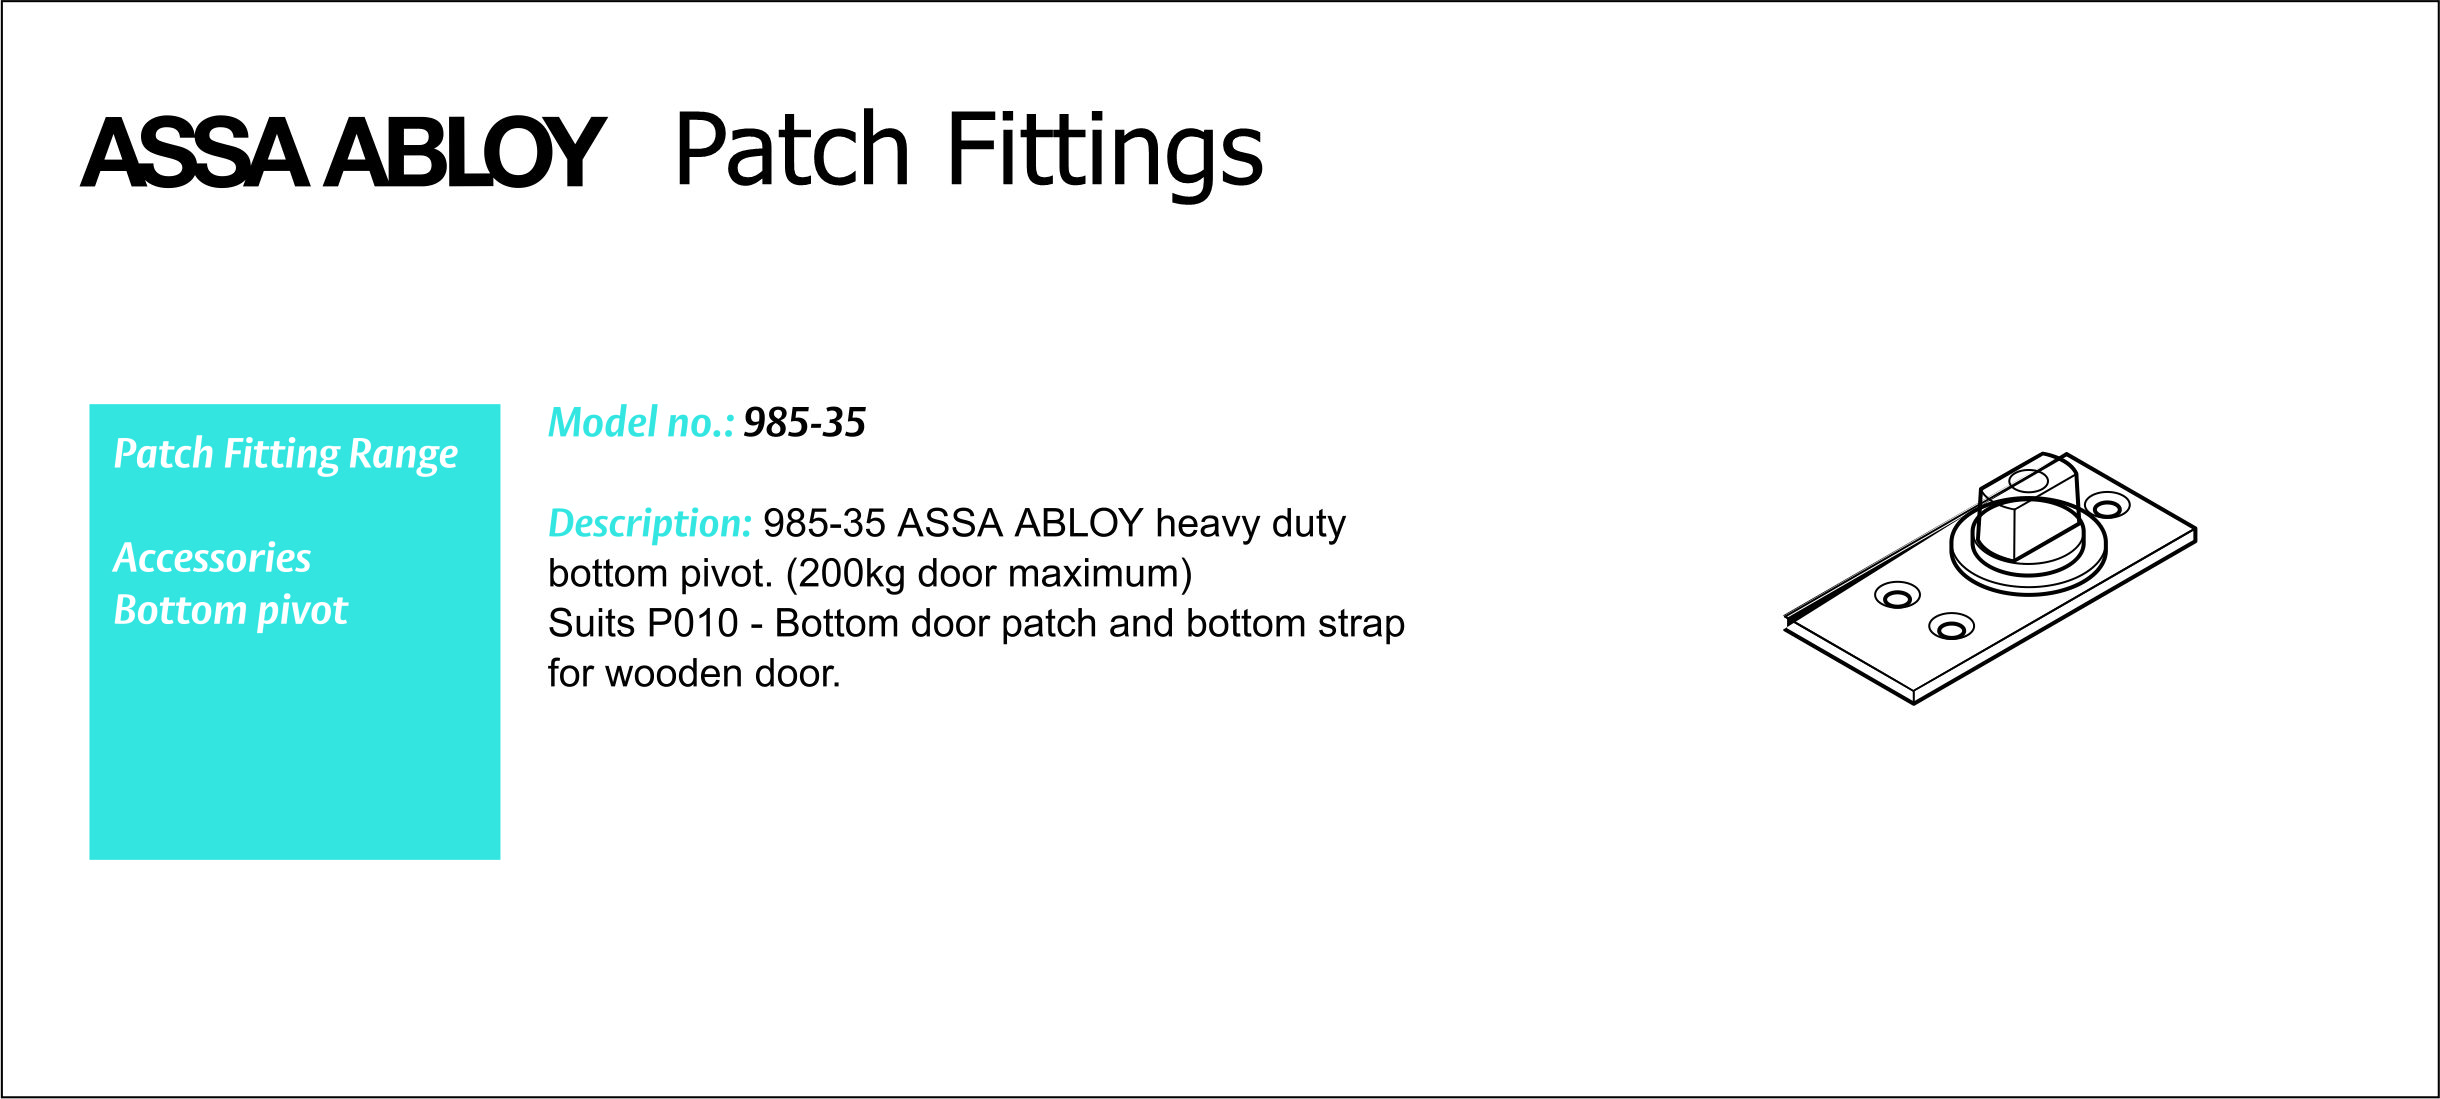 ASSA ABLOY Patch Fittings
Patch Fitting Range
Accessories
Bottom pivot
Model no.: 985-35
Description: 985-35 ASSA ABLOY heavy duty
bottom pivot. (200kg door maximum)
Suits P010 - Bottom door patch and bottom strap
for wooden door.